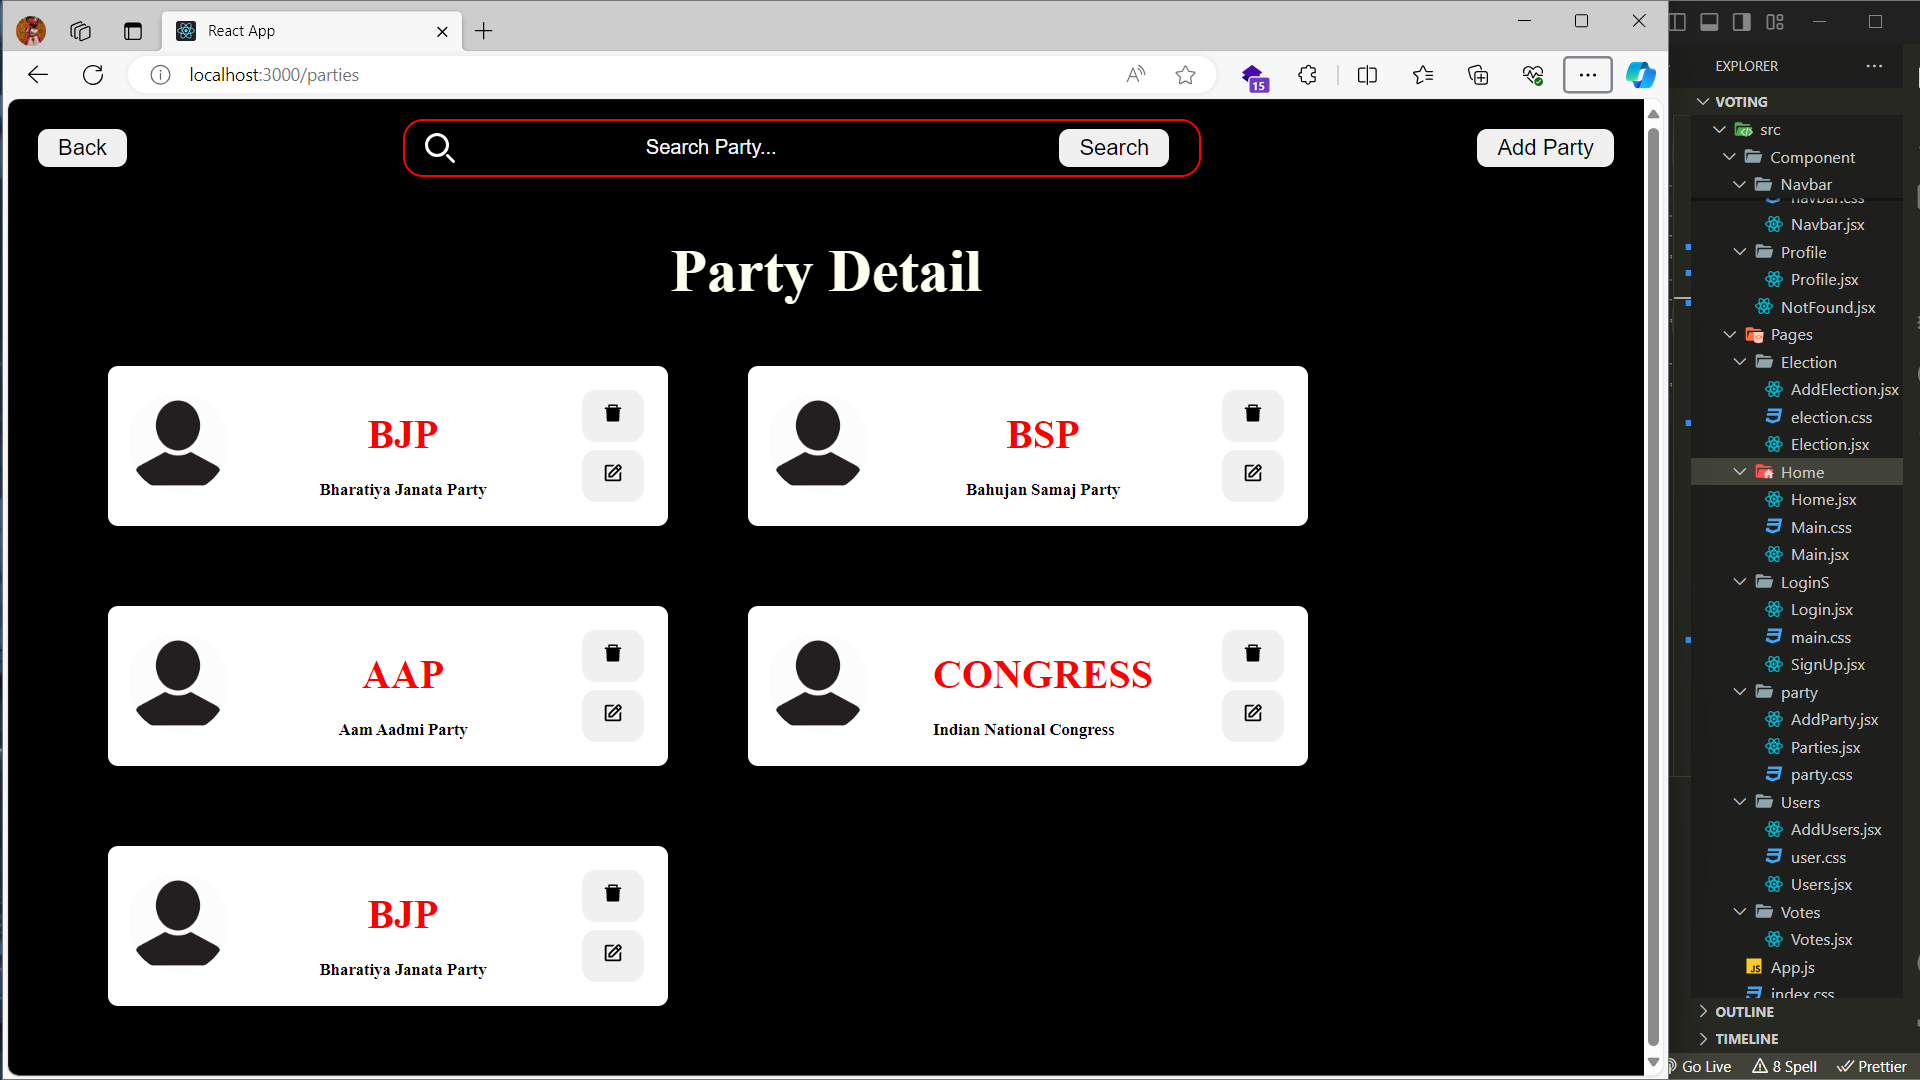 React App
localhost:3000/parties
15
Back
Search Party...
Search
Add Party
Party Detail
BJP
Bharatiya Janata Party
BSP
Bahujan Samaj Party
AAP
Aam Aadmi Party
CONGRESS
Indian National Congress
BJP
Bharatiya Janata Party
EXPLORER
VOTING
src
Component
Navbar
navbar.css
Navbar.jsx
Profile
Profile.jsx
NotFound.jsx
Pages
Election
AddElection.jsx
election.css
Election.jsx
Home
Home.jsx
Main.css
Main.jsx
LoginS
Login.jsx
main.css
SignUp.jsx
party
AddParty.jsx
Parties.jsx
party.css
Users
AddUsers.jsx
user.css
Users.jsx
Votes
Votes.jsx
JS App.js
index.css
OUTLINE
TIMELINE
Go Live 8 Spell Prettier